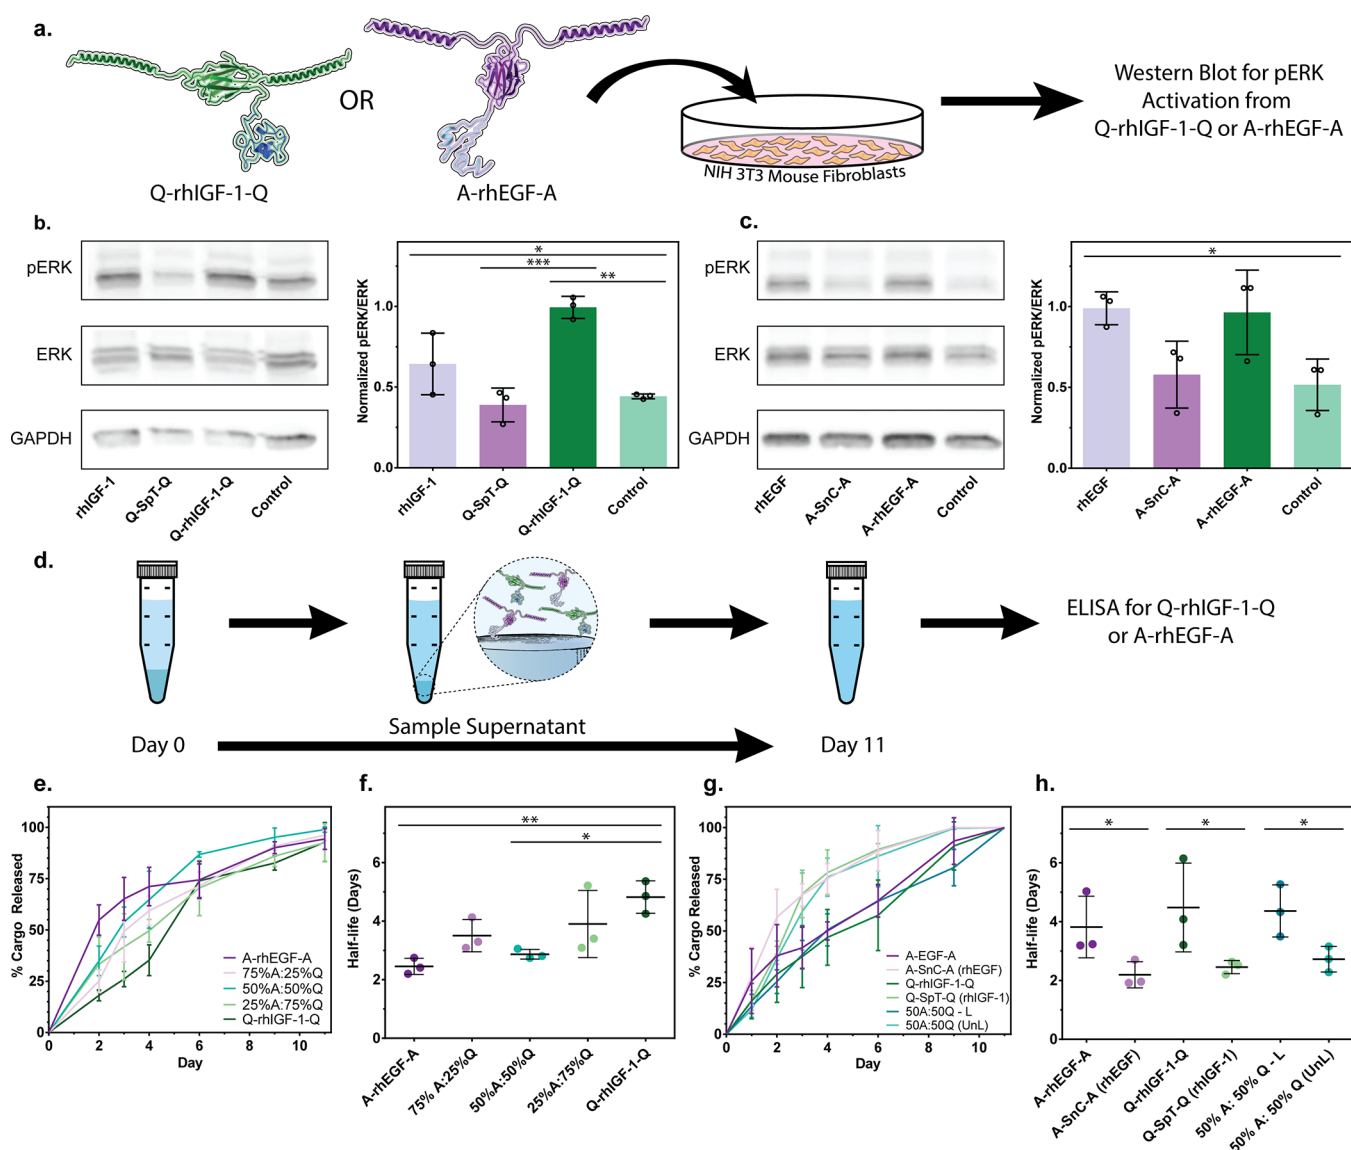 a.
OR
Q-rhIGF-1-Q
A-rhEGF-A
NIH 3T3 Mouse Fibroblasts
Western Blot for pERK
Activation from
Q-rhIGF-1-Q or A-rhEGF-A
b.
pERK
ERK
GAPDH
rhIGF-1
Q-SpT-Q
Q-rhIGF-1-Q
Control
Normalized pERK/ERK
1.0
0.5
0.0
*
***
**
rhIGF-1
Q-SpT-Q
Q-rhIGF-1-Q
Control
c.
pERK
ERK
GAPDH
rhEGF
A-SnC-A
A-rhEGF-A
Control
Normalized pERK/ERK
1.0
0.5
0.0
*
rhEGF
A-SnC-A
A-rhEGF-A
Control
d.
Day 0
Sample Supernatant
Day 11
ELISA for Q-rhIGF-1-Q
or A-rhEGF-A
e.
% Cargo Released
100
75
50
25
0
0 2 4 6 8 10
Day
A-rhEGF-A
75%A:25%Q
50%A:50%Q
25%A:75%Q
Q-rhIGF-1-Q
f.
Half-life (Days)
6
4
2
0
**
*
A-rhEGF-A
75% A:25%Q
50%A:50%Q
25%A:75%Q
Q-rhIGF-1-Q
g.
% Cargo Released
100
75
50
25
0
0 2 4 6 8 10
Day
A-EGF-A
A-SnC-A (rhEGF)
Q-rhIGF-1-Q
Q-SpT-Q (rhIGF-1)
50A:50Q - L
50A:50Q (UnL)
h.
Half-life (Days)
6
4
2
0
*
*
*
A-rhEGF-A
A-SnC-A (rhEGF)
Q-rhIGF-1-Q
Q-SpT-Q (rhIGF-1)
50% A: 50% Q - L
50% A: 50% Q (UnL)